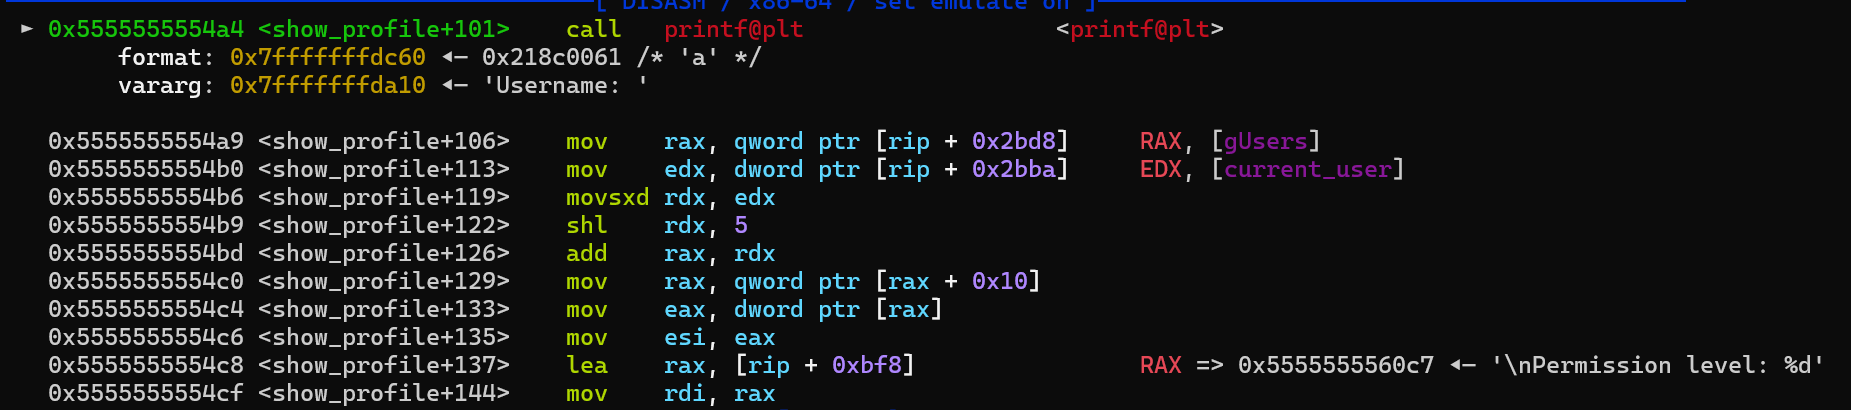 [ DISASM / x86-64 / set emulate on ]
► 0x5555555554a4 <show_profile+101>    call   printf@plt                  <printf@plt>
format: 0x7fffffffdc60 ◂— 0x218c0061 /* 'a' */
vararg: 0x7fffffffda10 ◂— 'Username: '
0x5555555554a9 <show_profile+106>    mov    rax, qword ptr [rip + 0x2bd8]     RAX, [gUsers]
0x5555555554b0 <show_profile+113>    mov    edx, dword ptr [rip + 0x2bba]     EDX, [current_user]
0x5555555554b6 <show_profile+119>    movsxd rdx, edx
0x5555555554b9 <show_profile+122>    shl    rdx, 5
0x5555555554bd <show_profile+126>    add    rax, rdx
0x5555555554c0 <show_profile+129>    mov    rax, qword ptr [rax + 0x10]
0x5555555554c4 <show_profile+133>    mov    eax, dword ptr [rax]
0x5555555554c6 <show_profile+135>    mov    esi, eax
0x5555555554c8 <show_profile+137>    lea    rax, [rip + 0xbf8]                RAX => 0x5555555560c7 ◂— '\nPermission level: %d'
0x5555555554cf <show_profile+144>    mov    rdi, rax